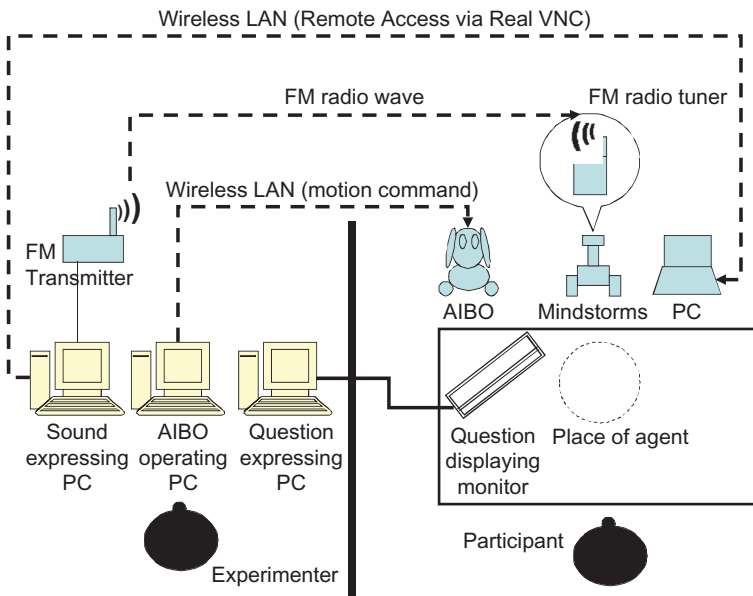 Wireless LAN (Remote Access via Real VNC)
FM radio wave
FM radio tuner
Wireless LAN (motion command)
FM
Transmitter
AIBO
Mindstorms
PC
Sound
expressing
PC
AIBO
operating
PC
Question
expressing
PC
Question
displaying
monitor
Place of agent
Experimenter
Participant